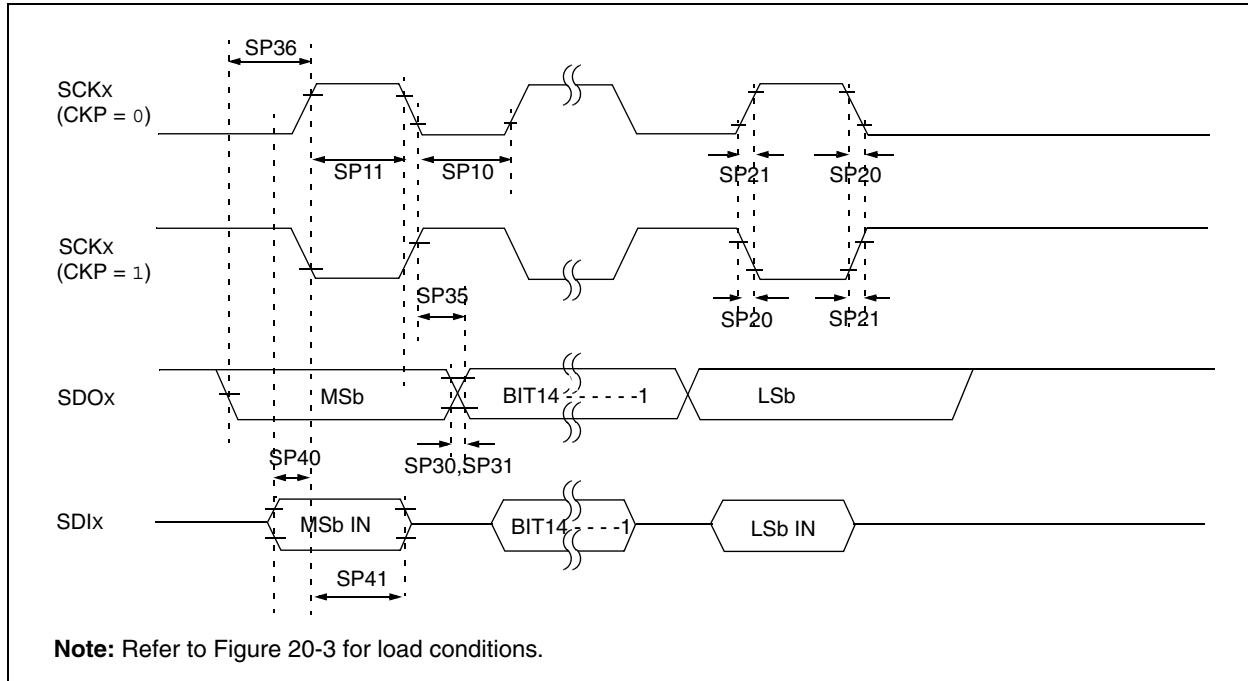 SP36
SCKx
(CKP = 0)
SP11
SP10
SP21
SP20
SCKx
(CKP = 1)
SP35
SP20
SP21
SDOx
MSb
BIT14 - - - - - -1
LSb
SP40
SP30,SP31
SDIx
MSb IN
BIT14 - - - -1
LSb IN
SP41
Note: Refer to Figure 20-3 for load conditions.